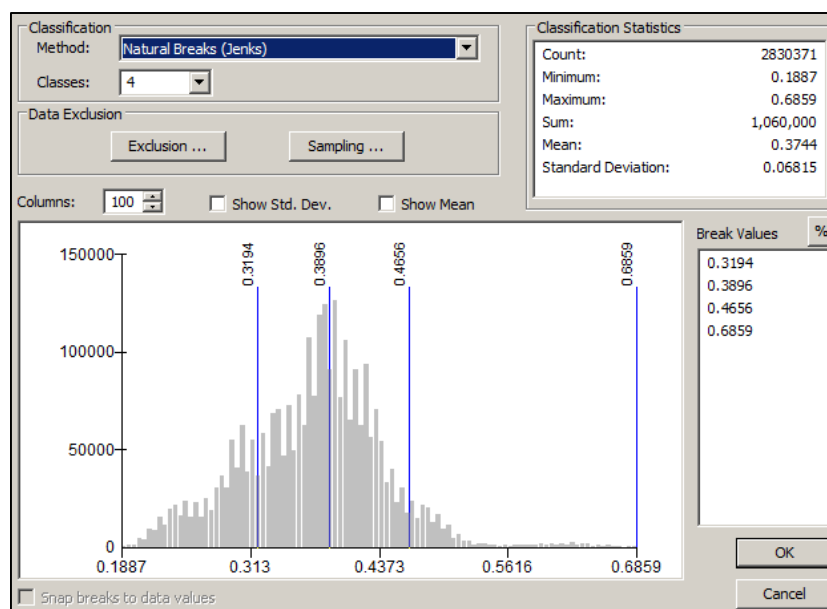 Classification
Method: Natural Breaks (Jenks)
Classes: 4
Data Exclusion
Exclusion ... Sampling ...
Classification Statistics
Count: 2830371
Minimum: 0.1887
Maximum: 0.6859
Sum: 1,060,000
Mean: 0.3744
Standard Deviation: 0.06815
Columns: 100 Show Std. Dev. Show Mean
150000
100000
50000
0
0.3194 0.3896 0.4656 0.6859
0.1887 0.313 0.4373 0.5616 0.6859
Break Values %
0.3194
0.3896
0.4656
0.6859
OK
Cancel
Snap breaks to data values